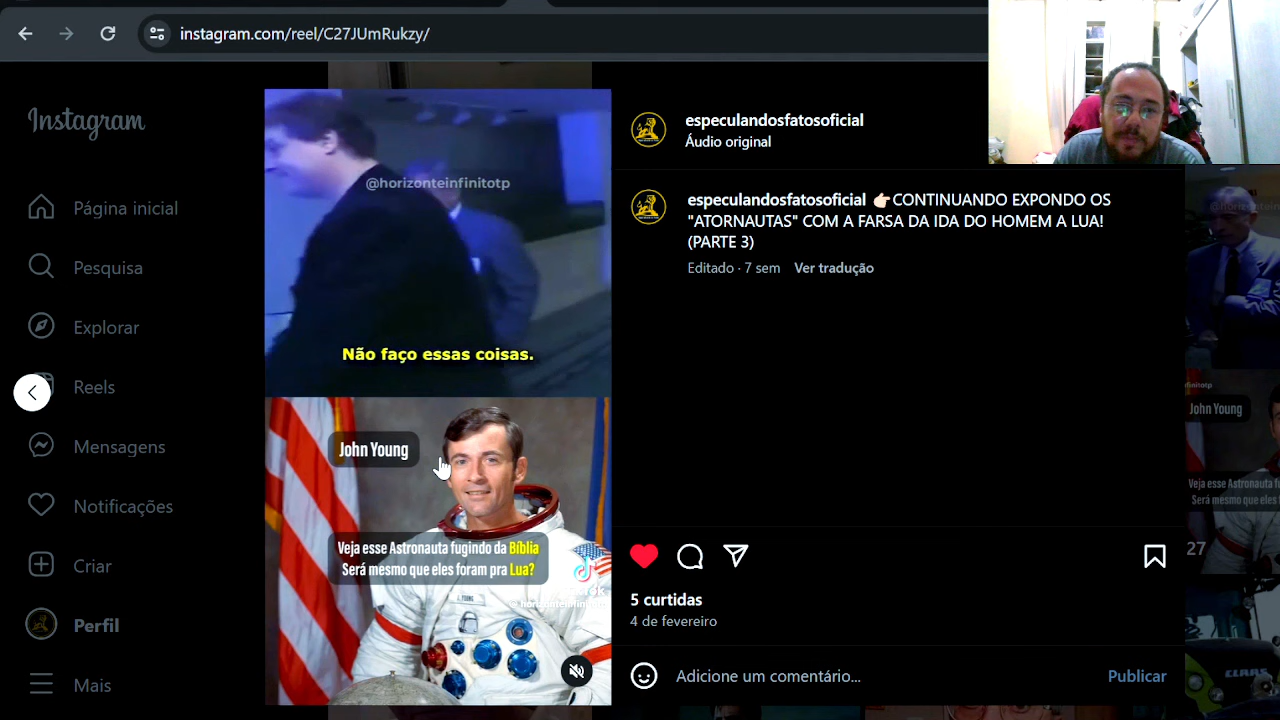 instagram.com/reel/C27JUmRukzy/
Instagram
Página inicial
Pesquisa
Explorar
Reels
Mensagens
Notificações
Criar
Perfil
Mais
@horizonteinfinitotp
Não faço essas coisas.
John Young
Veja esse Astronauta fugindo da Bíblia
Será mesmo que eles foram pra Lua?
especulandosfatosoficial
Áudio original
especulandosfatosoficial 👉🏻CONTINUANDO EXPONDO OS
"ATORNAUTAS" COM A FARSA DA IDA DO HOMEM A LUA!
(PARTE 3)
Editado · 7 sem Ver tradução
5 curtidas
4 de fevereiro
Adicione um comentário...
Publicar
John Young
27
CLAAS